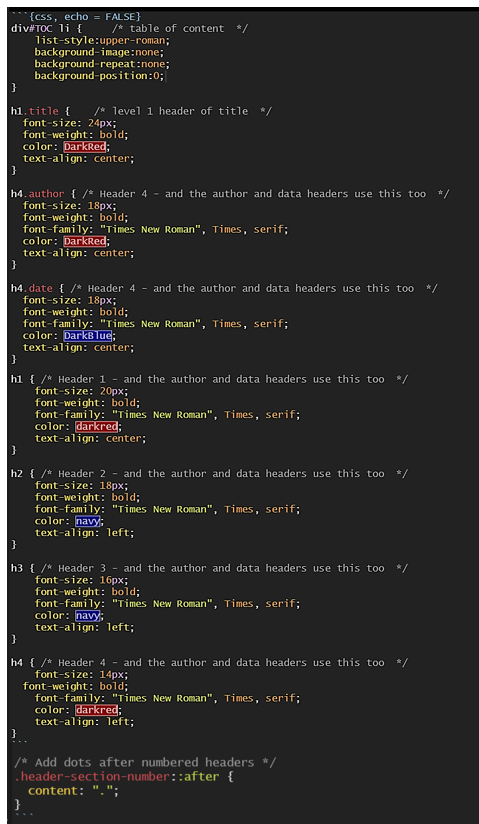 ```{css, echo = FALSE}
div#TOC li {     /* table of content  */
    list-style:upper-roman;
    background-image:none;
    background-repeat:none;
    background-position:0;
}

h1.title {    /* level 1 header of title  */
  font-size: 24px;
  font-weight: bold;
  color: DarkRed;
  text-align: center;
}

h4.author { /* Header 4 - and the author and data headers use this too  */
  font-size: 18px;
  font-weight: bold;
  font-family: "Times New Roman", Times, serif;
  color: DarkRed;
  text-align: center;
}

h4.date { /* Header 4 - and the author and data headers use this too  */
  font-size: 18px;
  font-weight: bold;
  font-family: "Times New Roman", Times, serif;
  color: DarkBlue;
  text-align: center;
}
h1 { /* Header 1 - and the author and data headers use this too  */
    font-size: 20px;
    font-weight: bold;
    font-family: "Times New Roman", Times, serif;
    color: darkred;
    text-align: center;
}

h2 { /* Header 2 - and the author and data headers use this too  */
    font-size: 18px;
    font-weight: bold;
    font-family: "Times New Roman", Times, serif;
    color: navy;
    text-align: left;
}

h3 { /* Header 3 - and the author and data headers use this too  */
    font-size: 16px;
    font-weight: bold;
    font-family: "Times New Roman", Times, serif;
    color: navy;
    text-align: left;
}

h4 { /* Header 4 - and the author and data headers use this too  */
    font-size: 14px;
  font-weight: bold;
    font-family: "Times New Roman", Times, serif;
    color: darkred;
    text-align: left;
}
```
/* Add dots after numbered headers */
.header-section-number::after {
  content: ".";
}
```